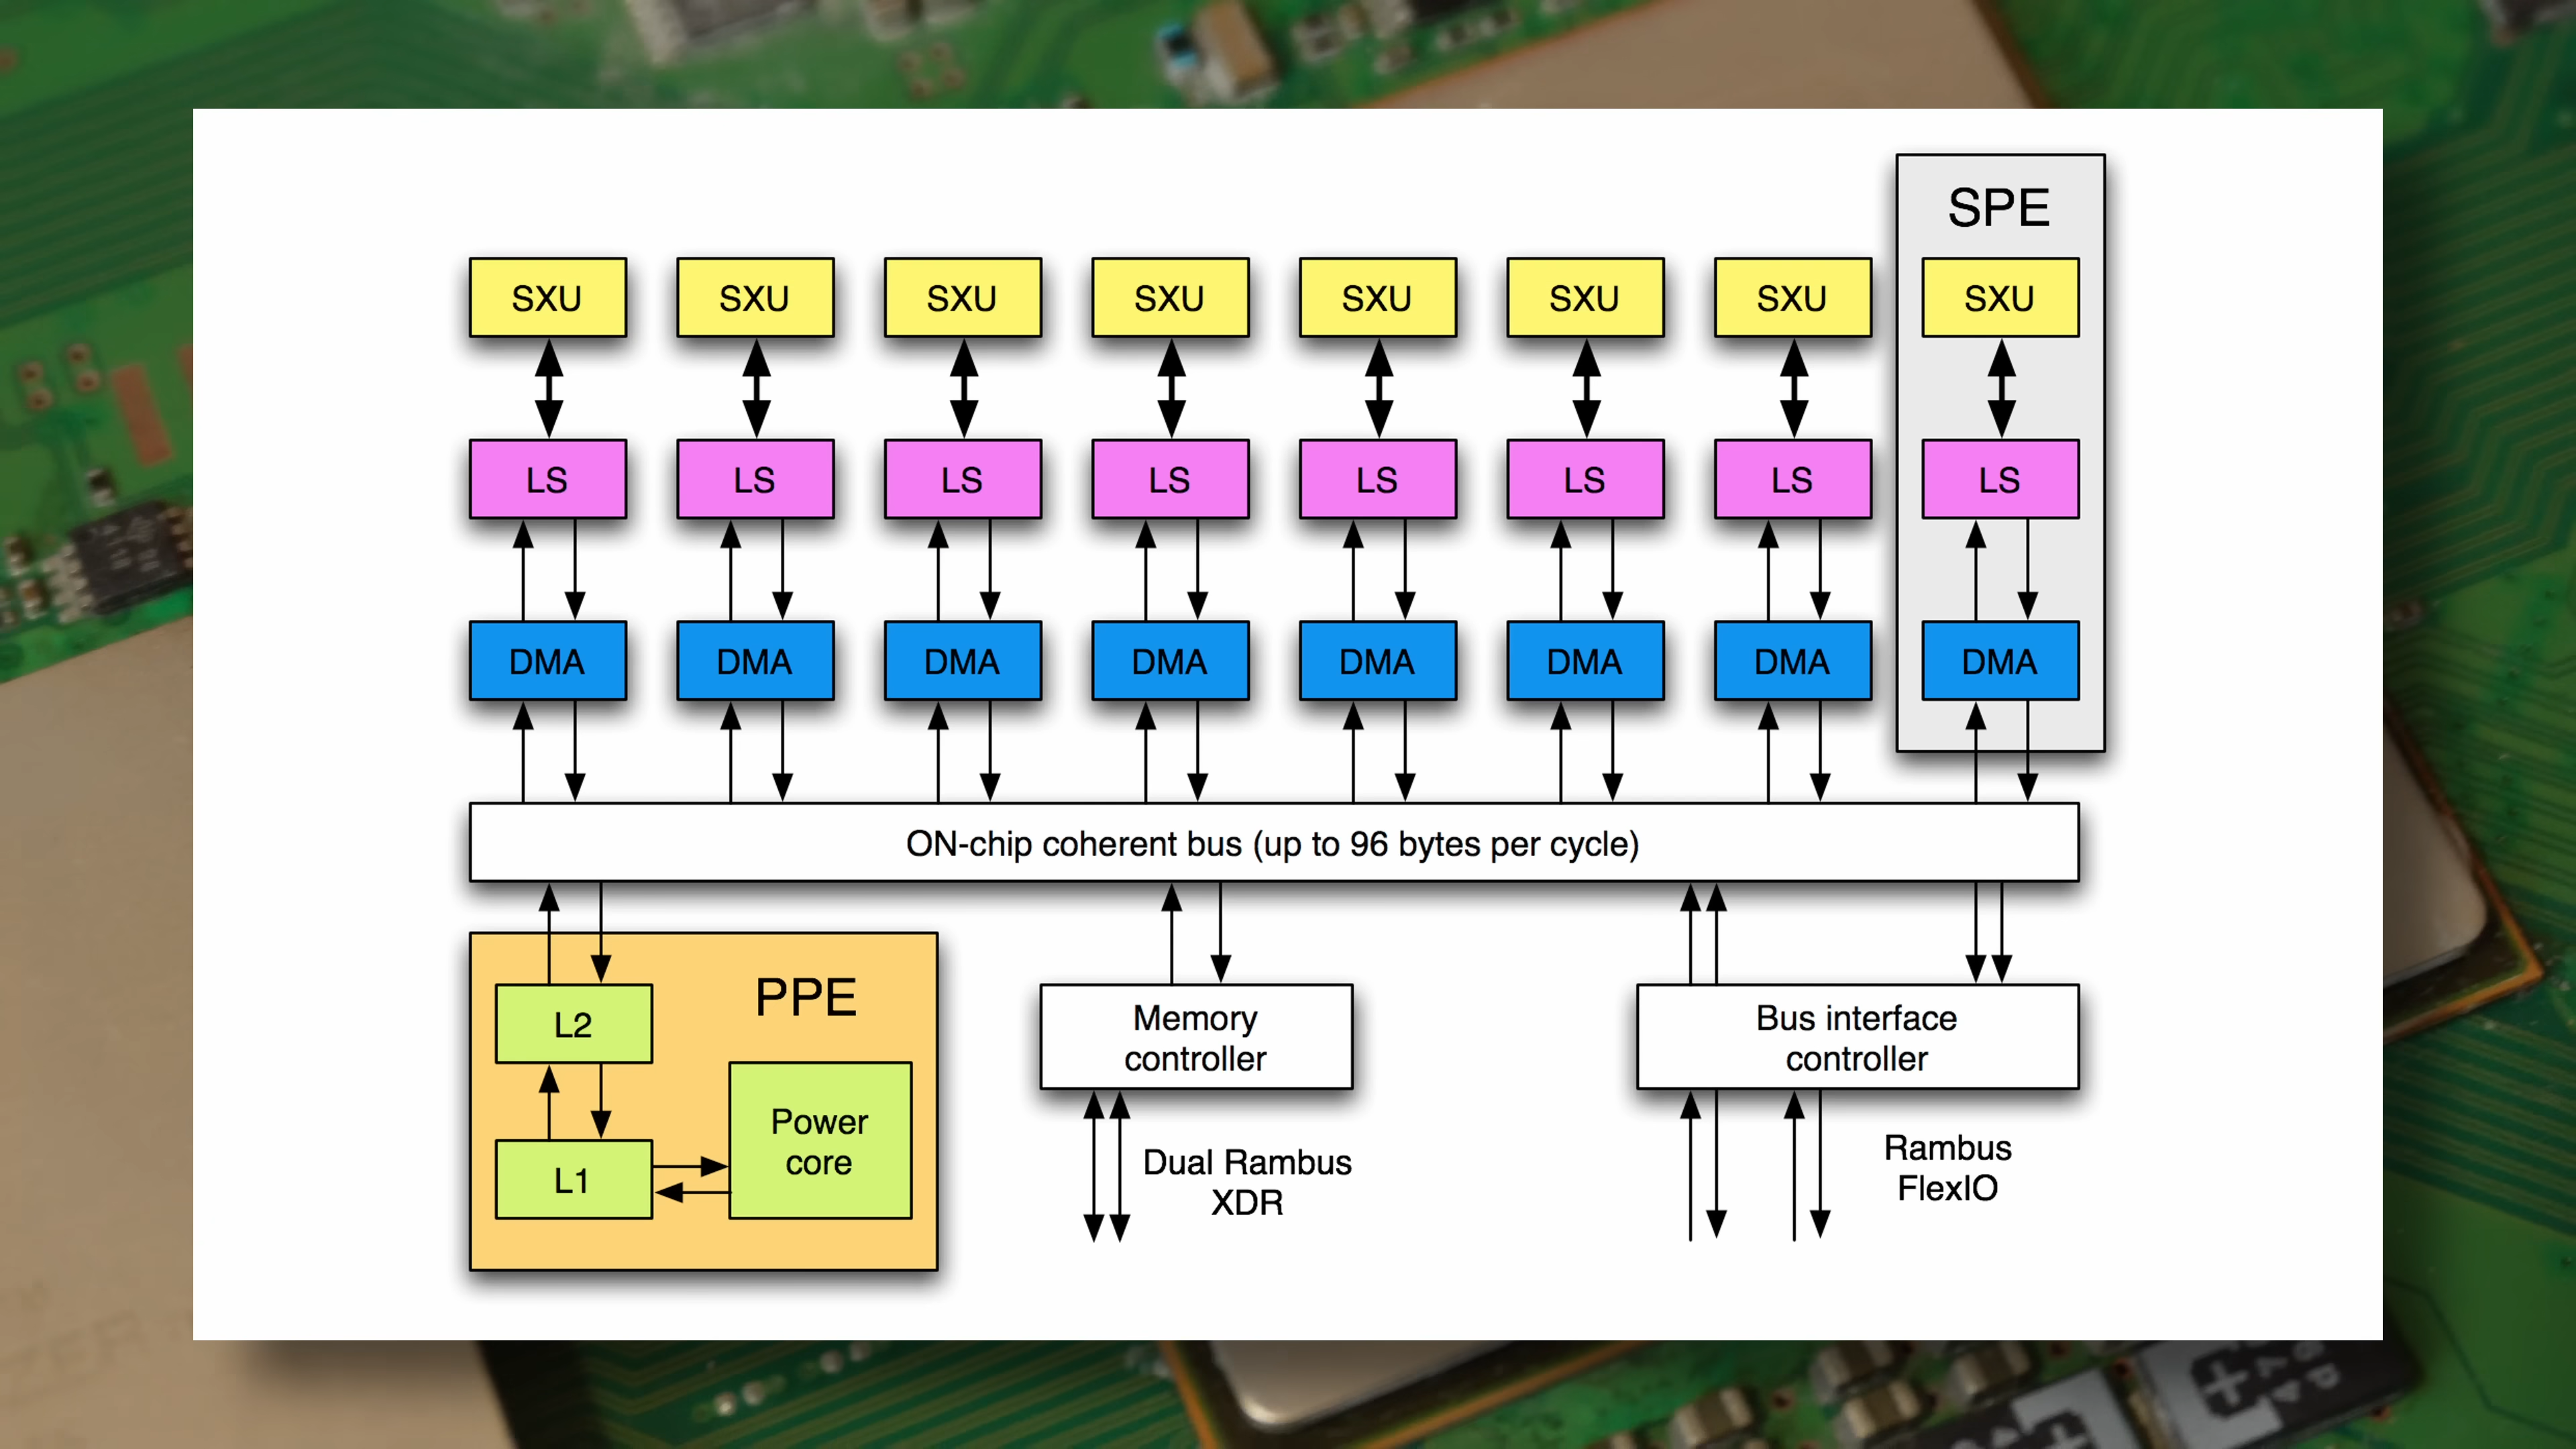 SPE
SXU SXU SXU SXU SXU SXU SXU SXU
LS LS LS LS LS LS LS LS
DMA DMA DMA DMA DMA DMA DMA DMA
ON-chip coherent bus (up to 96 bytes per cycle)
PPE
L2
L1
Power
core
Memory
controller
Dual Rambus
XDR
Bus interface
controller
Rambus
FlexIO